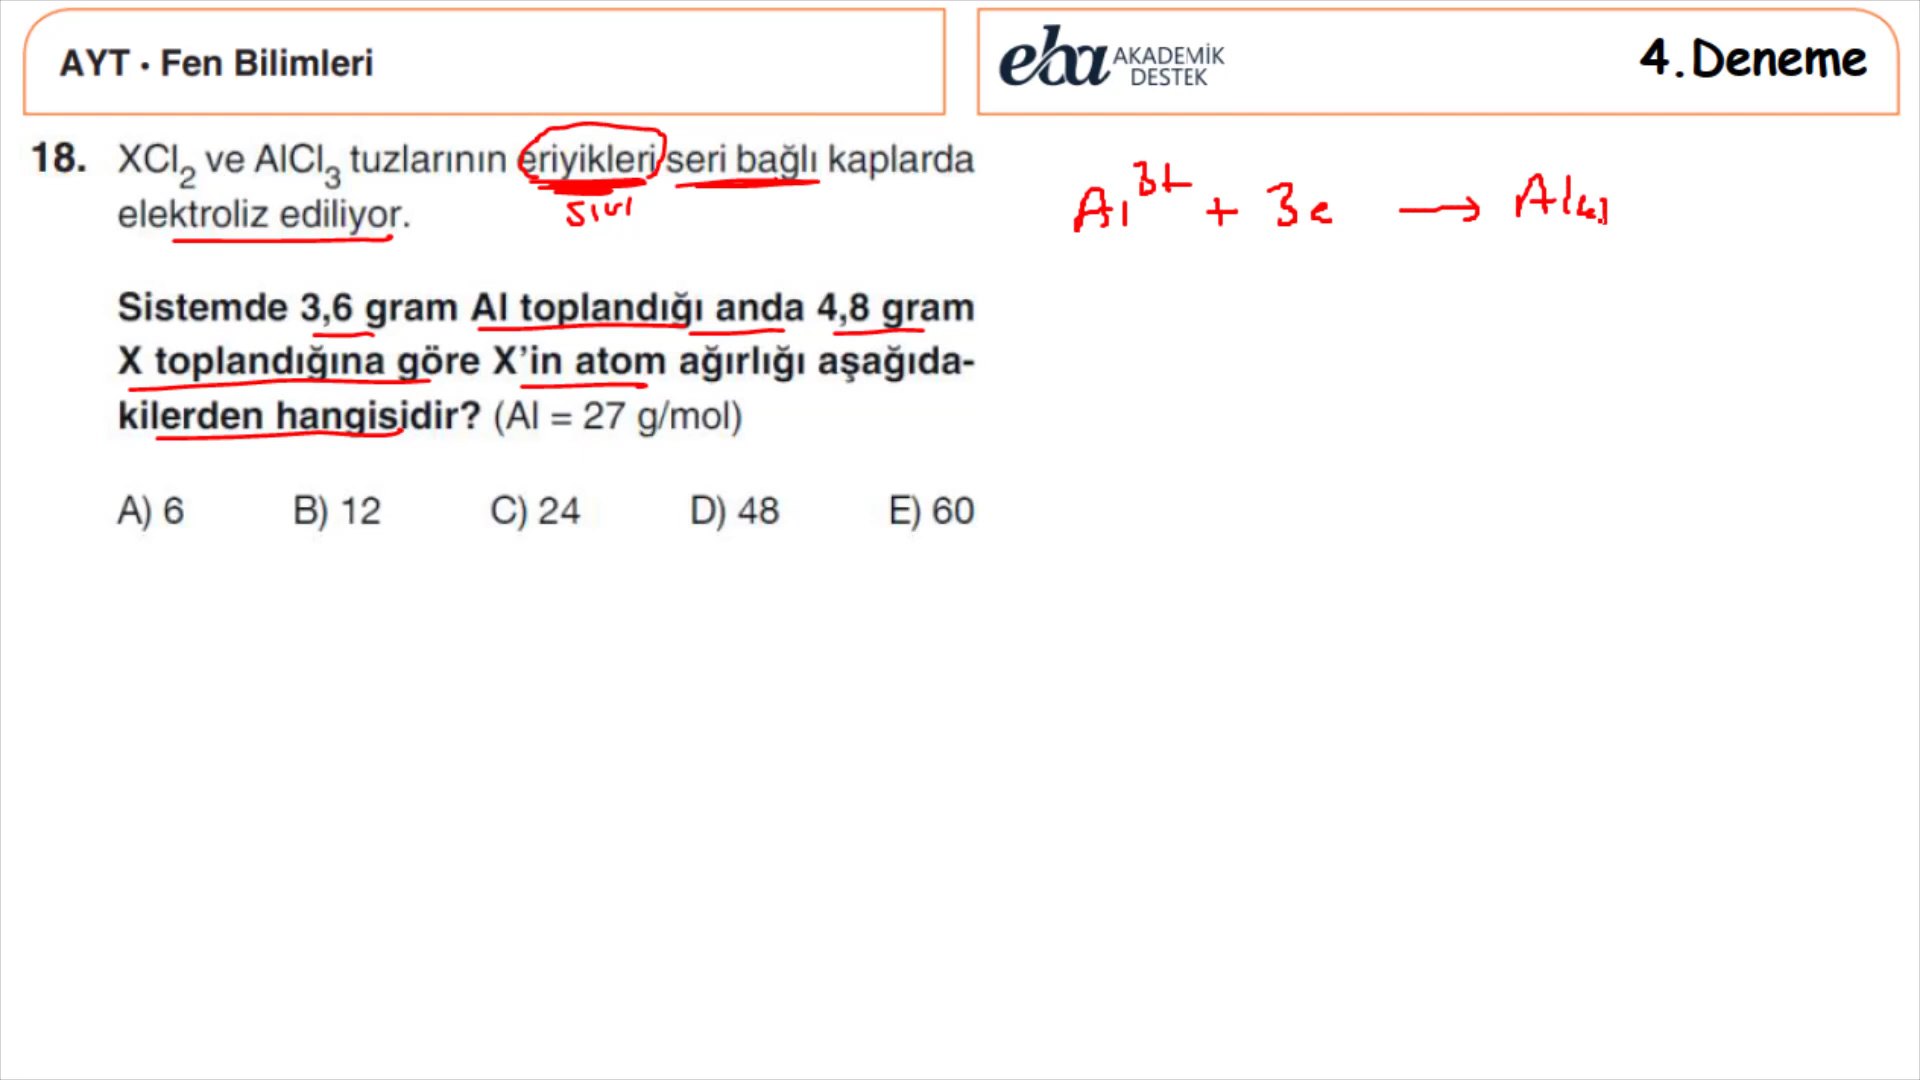 AYT • Fen Bilimleri
eba AKADEMİK
DESTEK
4.Deneme
18. XCl₂ ve AlCl₃ tuzlarının eriyikleri seri bağlı kaplarda
elektroliz ediliyor.
sıvı
Al³⁺ + 3e → Al(k)
Sistemde 3,6 gram Al toplandığı anda 4,8 gram
X toplandığına göre X’in atom ağırlığı aşağıda-
kilerden hangisidir? (Al = 27 g/mol)
A) 6 B) 12 C) 24 D) 48 E) 60